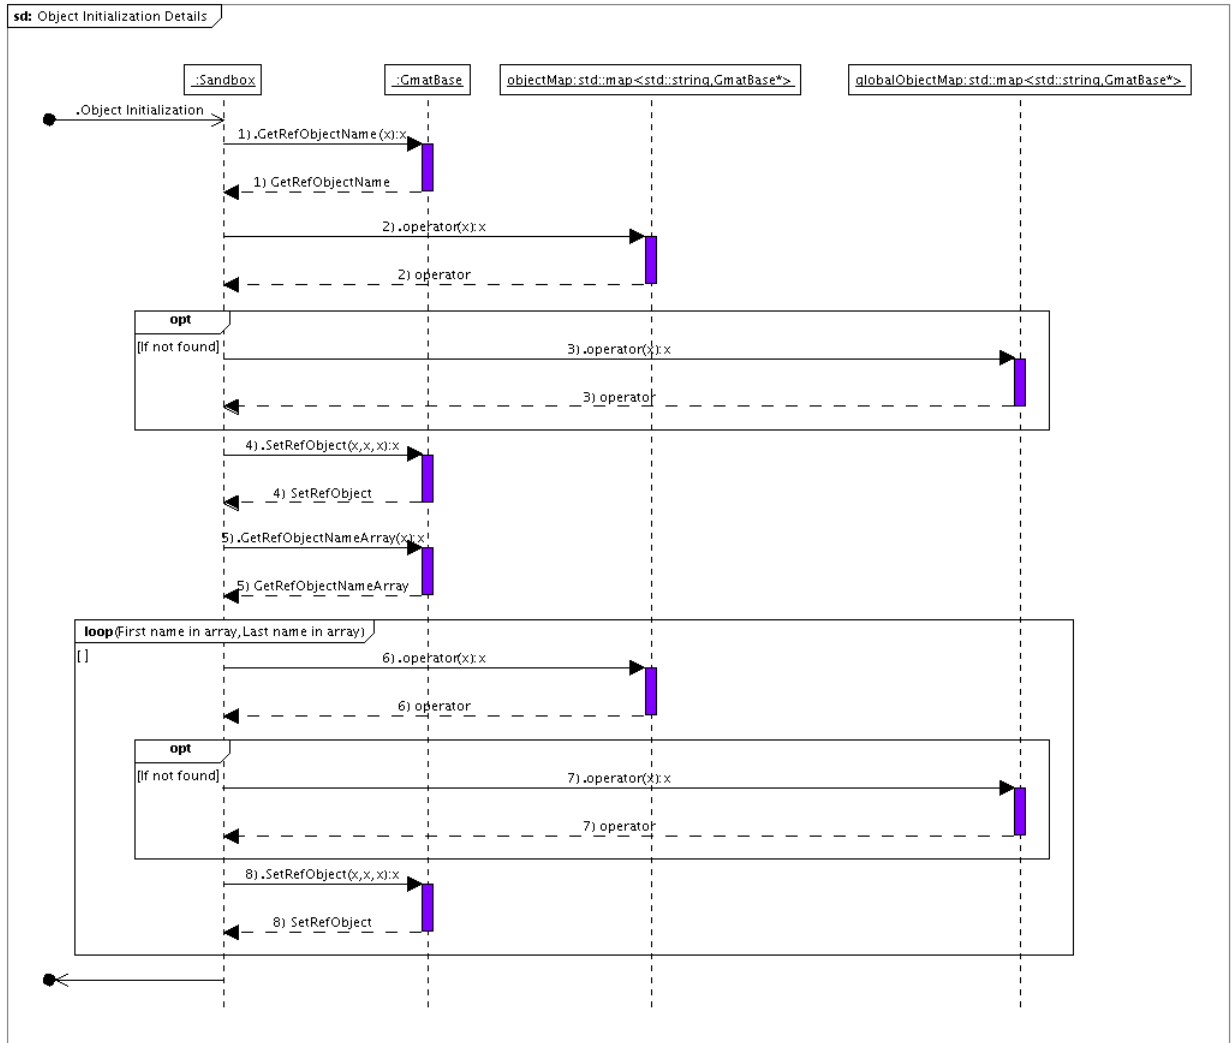 sd: Object Initialization Details
:Sandbox
:GmatBase
objectMap:std::map<std::string,GmatBase*>
globalObjectMap:std::map<std::string,GmatBase*>
.Object Initialization
1).GetRefObjectName(x):x
1) GetRefObjectName
2).operator(x):x
2) operator
opt
[If not found]
3).operator(x):x
3) operator
4).SetRefObject(x,x,x):x
4) SetRefObject
5).GetRefObjectNameArray(x):x
5) GetRefObjectNameArray
loop(First name in array,Last name in array)
[ ]
6).operator(x):x
6) operator
opt
[If not found]
7).operator(x):x
7) operator
8).SetRefObject(x,x,x):x
8) SetRefObject